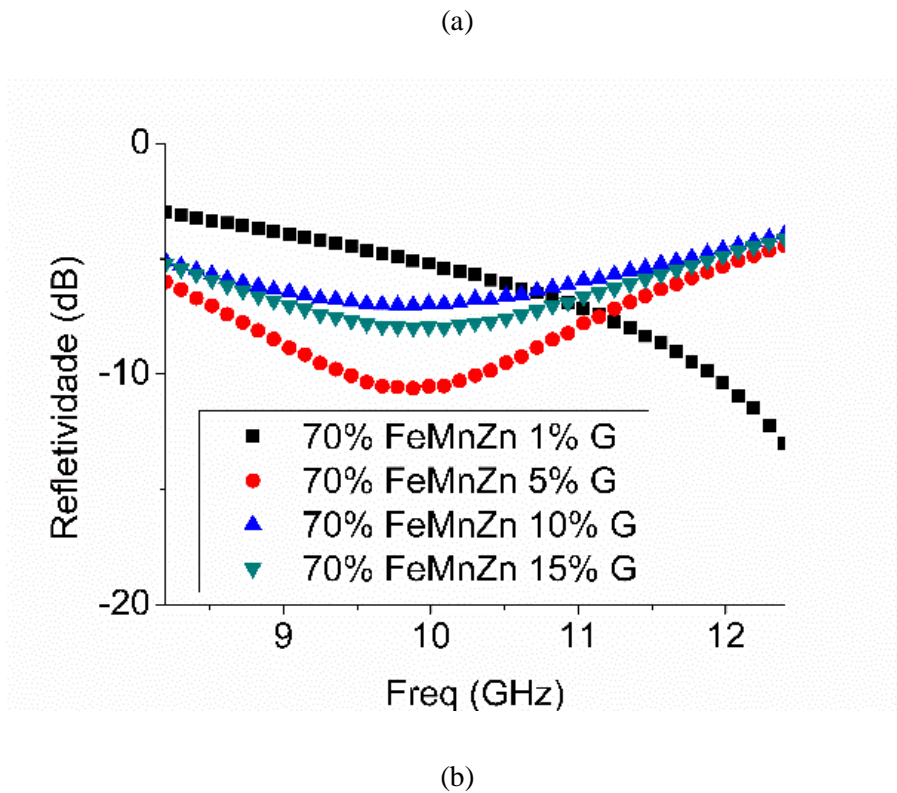 (a)
0
-10
-20
Refletividade (dB)
70% FeMnZn 1% G
70% FeMnZn 5% G
70% FeMnZn 10% G
70% FeMnZn 15% G
9 10 11 12
Freq (GHz)
(b)